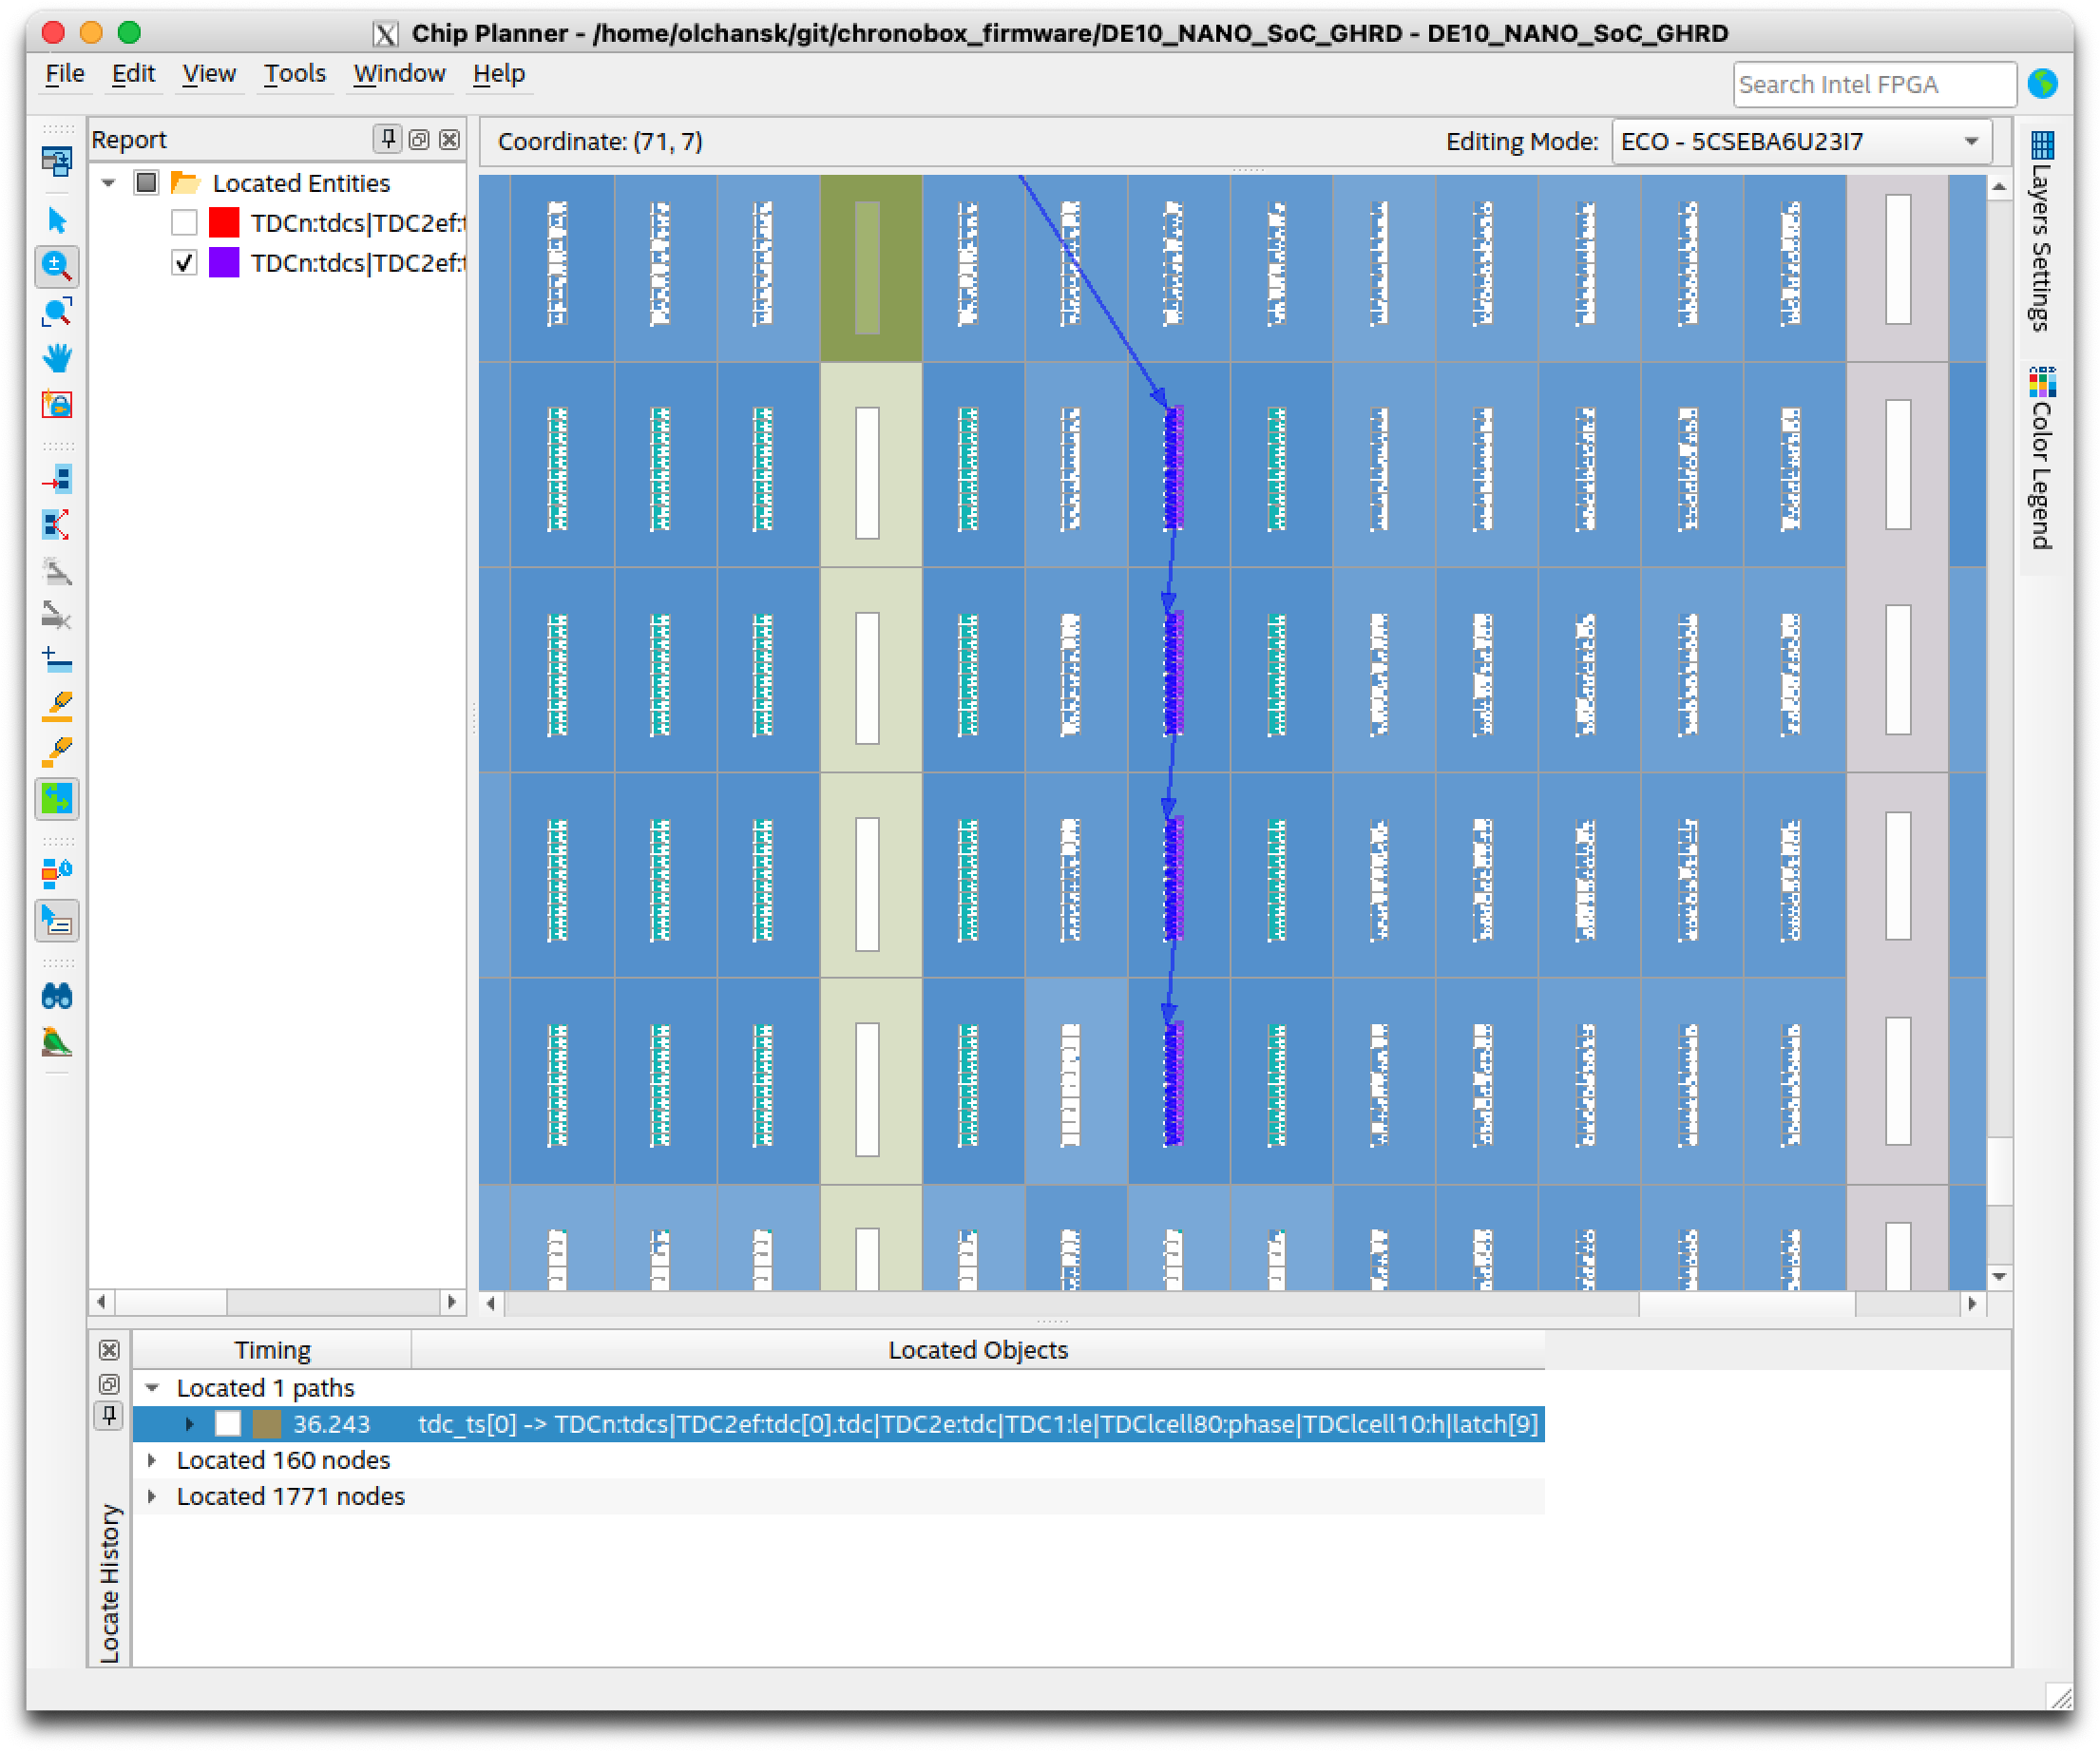 Chip Planner - /home/olchansk/git/chronobox_firmware/DE10_NANO_SoC_GHRD - DE10_NANO_SoC_GHRD
File Edit View Tools Window Help
Search Intel FPGA
Report
Coordinate: (71, 7)
Editing Mode: ECO - 5CSEBA6U23I7
Located Entities
TDCn:tdcs|TDC2ef:t
TDCn:tdcs|TDC2ef:t
Layers Settings
Color Legend
Timing Located Objects
Located 1 paths
36.243 tdc_ts[0] -> TDCn:tdcs|TDC2ef:tdc[0].tdc|TDC2e:tdc|TDC1:le|TDClcell80:phase|TDClcell10:h|latch[9]
Located 160 nodes
Located 1771 nodes
Locate History